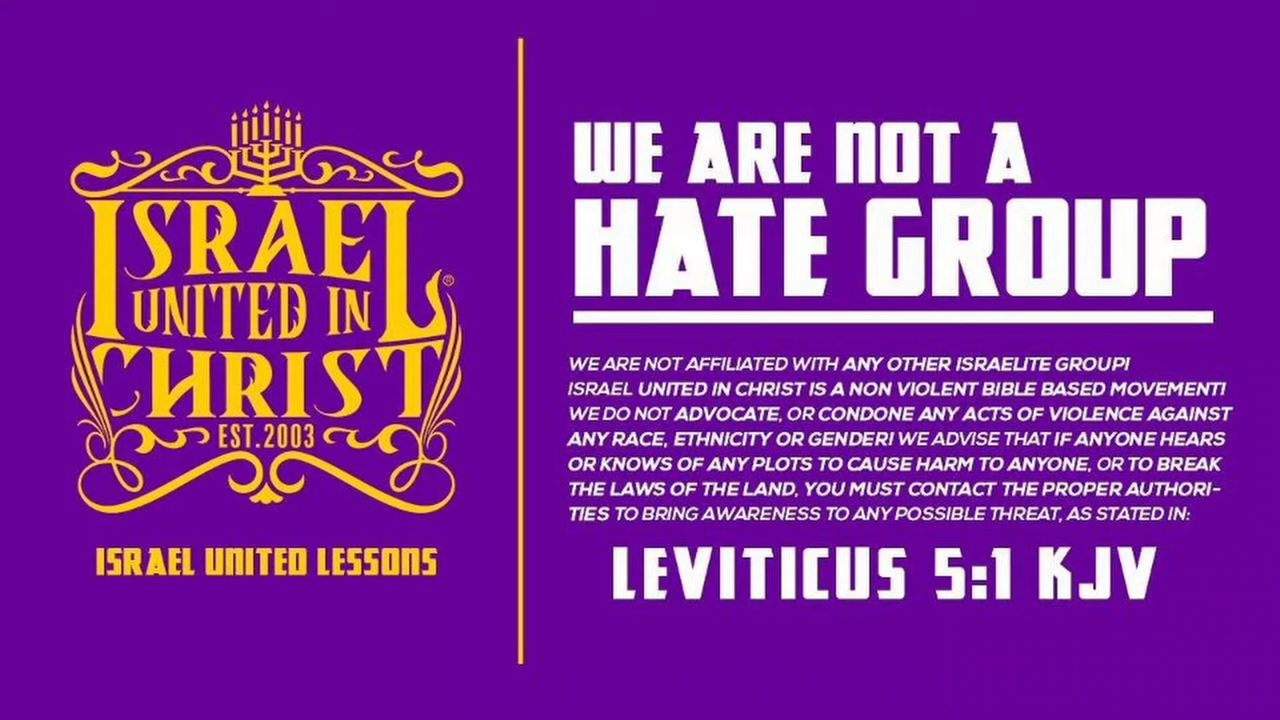 ISRAEL
UNITED IN
CHRIST
EST.2003
ISRAEL UNITED LESSONS
WE ARE NOT A
HATE GROUP
WE ARE NOT AFFILIATED WITH ANY OTHER ISRAELITE GROUP!
ISRAEL UNITED IN CHRIST IS A NON VIOLENT BIBLE BASED MOVEMENT!
WE DO NOT ADVOCATE, OR CONDONE ANY ACTS OF VIOLENCE AGAINST
ANY RACE, ETHNICITY OR GENDER! WE ADVISE THAT IF ANYONE HEARS
OR KNOWS OF ANY PLOTS TO CAUSE HARM TO ANYONE, OR TO BREAK
THE LAWS OF THE LAND, YOU MUST CONTACT THE PROPER AUTHORI-
TIES TO BRING AWARENESS TO ANY POSSIBLE THREAT, AS STATED IN:
LEVITICUS 5:1 KJV